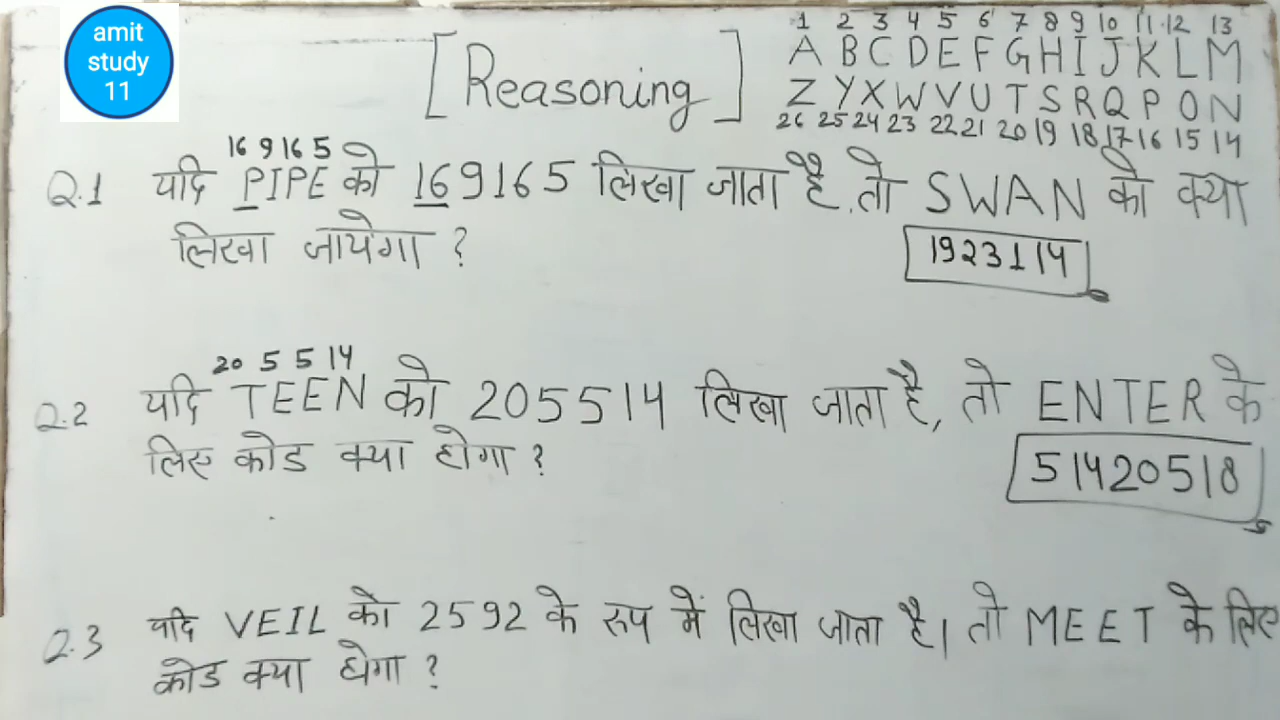 amit
study
11
[Reasoning]
1 2 3 4 5 6 7 8 9 10 11 12 13
A B C D E F G H I J K L M
Z Y X W V U T S R Q P O N
26 25 24 23 22 21 20 19 18 17 16 15 14
16 9 16 5
Q.1 यदि PIPE को 169165 लिखा जाता है, तो SWAN को क्या
लिखा जायेगा ?
1923114
20 5 5 14
Q.2 यदि TEEN को 205514 लिखा जाता है, तो ENTER के
लिए कोड क्या होगा ?
51420518
Q.3 यदि VEIL को 2592 के रूप में लिखा जाता है। तो MEET के लिए
कोड क्या होगा ?